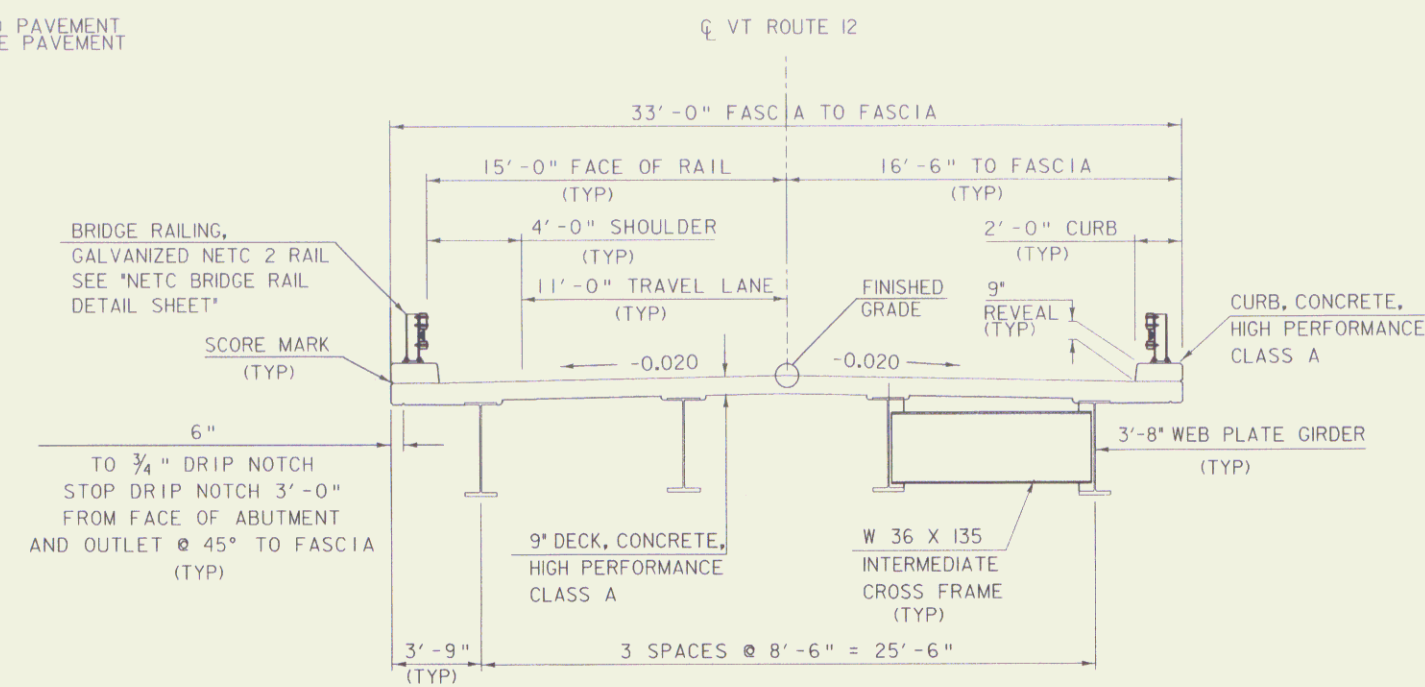 PAVEMENT
PAVEMENT
℄ VT ROUTE 12
33'-0" FASCIA TO FASCIA
15'-0" FACE OF RAIL
(TYP)
16'-6" TO FASCIA
(TYP)
BRIDGE RAILING,
GALVANIZED NETC 2 RAIL
SEE "NETC BRIDGE RAIL
DETAIL SHEET"
4'-0" SHOULDER
(TYP)
2'-0" CURB
(TYP)
11'-0" TRAVEL LANE
(TYP)
FINISHED
GRADE
9"
REVEAL
(TYP)
CURB, CONCRETE,
HIGH PERFORMANCE
CLASS A
SCORE MARK
(TYP)
-0.020
-0.020
6"
TO 3/4" DRIP NOTCH
STOP DRIP NOTCH 3'-0"
FROM FACE OF ABUTMENT
AND OUTLET @ 45° TO FASCIA
(TYP)
3'-8" WEB PLATE GIRDER
(TYP)
9" DECK, CONCRETE,
HIGH PERFORMANCE
CLASS A
W 36 X 135
INTERMEDIATE
CROSS FRAME
(TYP)
3'-9"
(TYP)
3 SPACES @ 8'-6" = 25'-6"